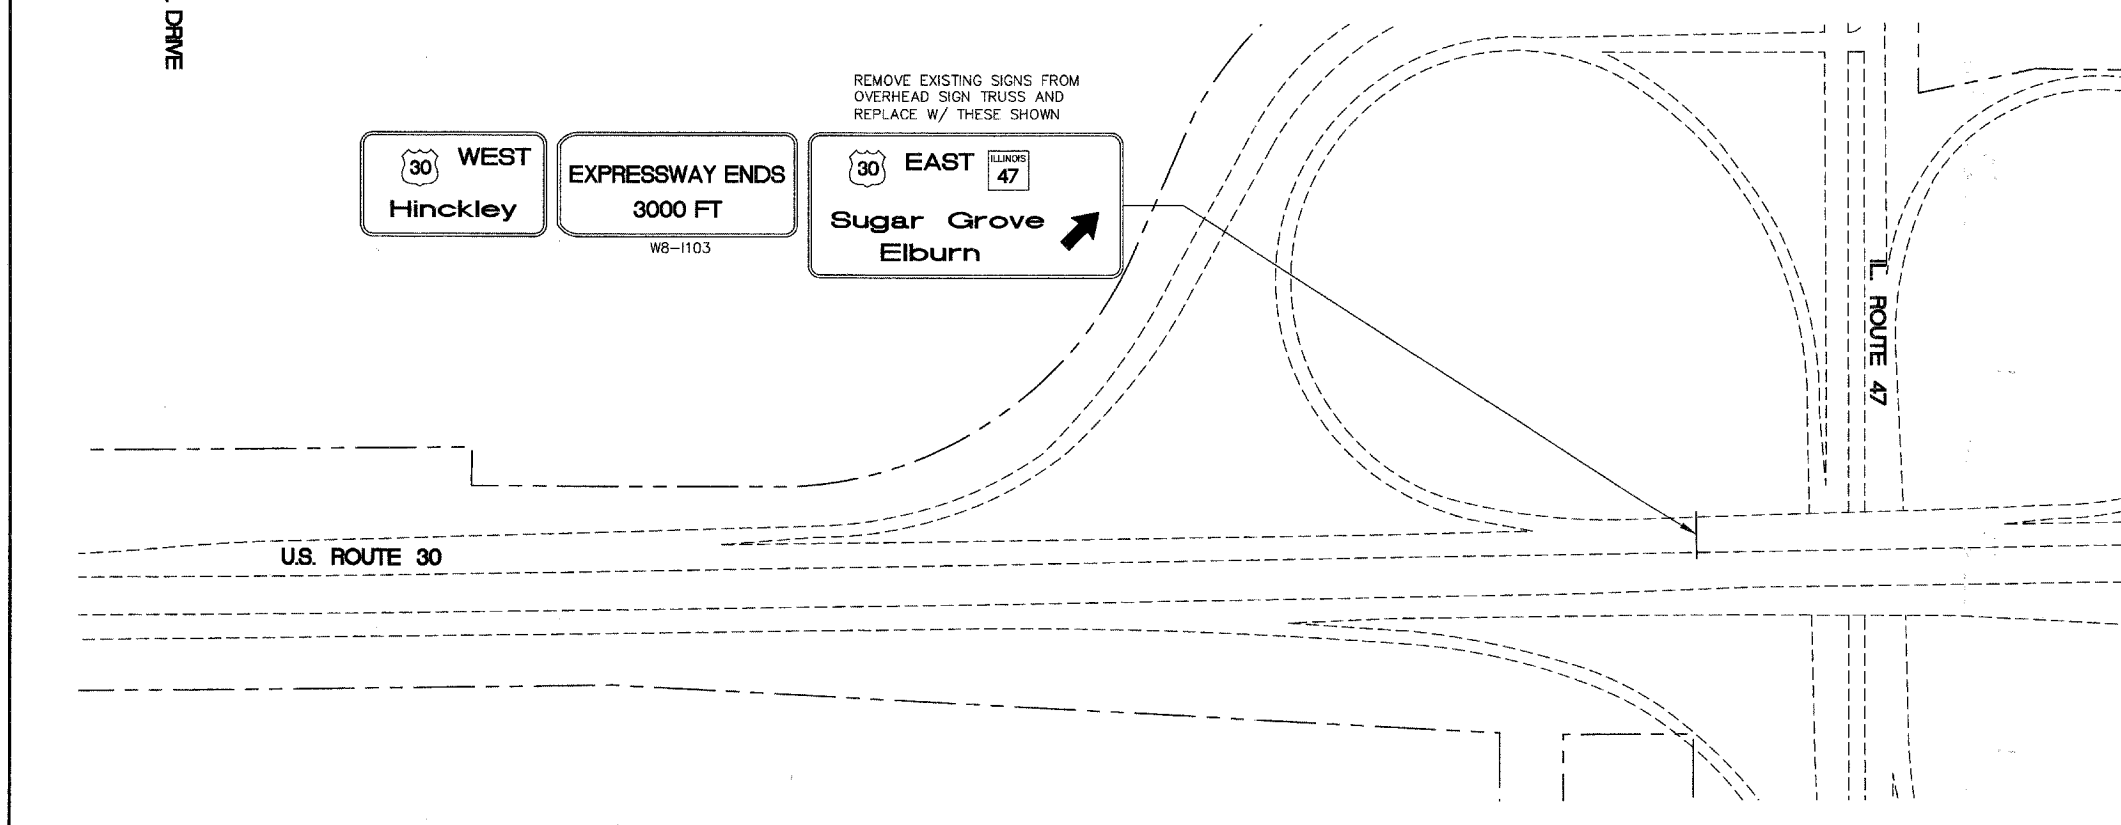 DRIVE
REMOVE EXISTING SIGNS FROM
OVERHEAD SIGN TRUSS AND
REPLACE W/ THESE SHOWN
30 WEST
Hinckley
EXPRESSWAY ENDS
3000 FT
W8-I103
30 EAST ILLINOIS 47
Sugar Grove
Elburn
IL. ROUTE 47
U.S. ROUTE 30